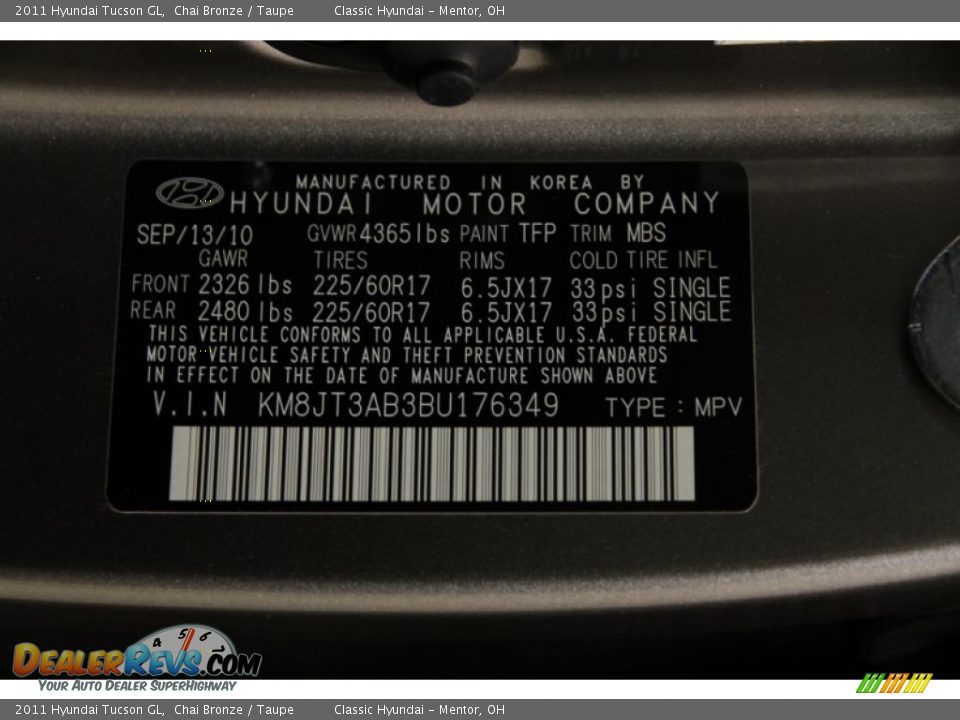 2011 Hyundai Tucson GL, Chai Bronze / Taupe Classic Hyundai - Mentor, OH
MANUFACTURED IN KOREA BY
HYUNDAI MOTOR COMPANY
SEP/13/10 GVWR 4365 lbs PAINT TFP TRIM MBS
GAWR TIRES RIMS COLD TIRE INFL
FRONT 2326 lbs 225/60R17 6.5JX17 33psi SINGLE
REAR 2480 lbs 225/60R17 6.5JX17 33psi SINGLE
THIS VEHICLE CONFORMS TO ALL APPLICABLE U.S.A. FEDERAL
MOTOR VEHICLE SAFETY AND THEFT PREVENTION STANDARDS
IN EFFECT ON THE DATE OF MANUFACTURE SHOWN ABOVE
V.I.N KM8JT3AB3BU176349 TYPE : MPV
4 5 6
DEALERREVS.COM
YOUR AUTO DEALER SUPERHIGHWAY
2011 Hyundai Tucson GL, Chai Bronze / Taupe Classic Hyundai - Mentor, OH